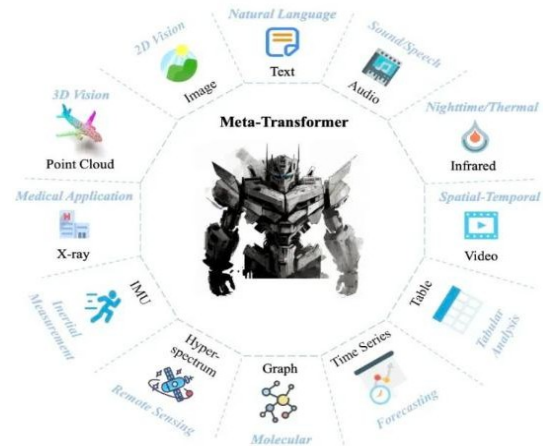 Natural Language
Text
Sound/Speech
Audio
Nighttime/Thermal
Infrared
Spatial-Temporal
Video
Tabular
Analysis
Table
Forecasting
Time Series
Molecular
Graph
Remote Sensing
Hyper-
spectrum
Inertial
Measurement
IMU
Medical Application
H
X-ray
3D Vision
Point Cloud
2D Vision
Image
Meta-Transformer